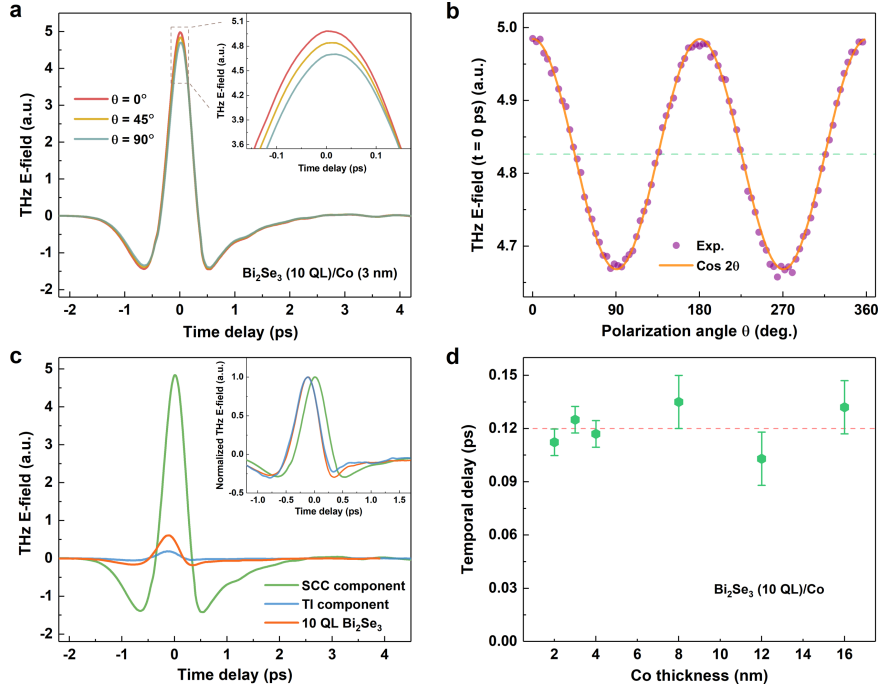 a
THz E-field (a.u.)
5
4
3
2
1
0
-1
-2
-2
-1
0
1
2
3
4
Time delay (ps)
θ = 0°
θ = 45°
θ = 90°
Bi₂Se₃ (10 QL)/Co (3 nm)
THz E-field (a.u.)
5.1
4.8
4.5
4.2
3.9
3.6
-0.1
0.0
0.1
Time delay (ps)
b
THz E-field (t = 0 ps) (a.u.)
5.0
4.9
4.8
4.7
0
90
180
270
360
Polarization angle θ (deg.)
Exp.
Cos 2θ
c
THz E-field (a.u.)
5
4
3
2
1
0
-1
-2
-2
-1
0
1
2
3
4
Time delay (ps)
SCC component
TI component
10 QL Bi₂Se₃
Normalized THz E-field (a.u.)
1.0
0.5
0.0
-0.5
-1.0
-0.5
0.0
0.5
1.0
1.5
Time delay (ps)
d
Temporal delay (ps)
0.15
0.12
0.09
0.06
0.03
0.00
2
4
6
8
10
12
14
16
Co thickness (nm)
Bi₂Se₃ (10 QL)/Co